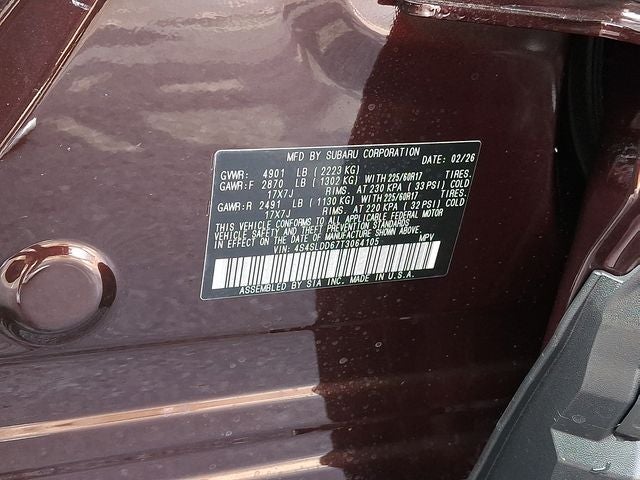 MFD BY SUBARU CORPORATION DATE: 02/26
GVWR: 4901 LB (2223 KG)
GAWR:F 2870 LB (1302 KG) WITH 225/60R17 TIRES.
17X7J RIMS. AT 230 KPA (33 PSI) COLD
GAWR:R 2491 LB (1130 KG) WITH 225/60R17 TIRES.
17X7J RIMS. AT 220 KPA (32 PSI) COLD
THIS VEHICLE CONFORMS TO ALL APPLICABLE FEDERAL MOTOR
VEHICLE SAFETY AND THEFT PREVENTION STANDARDS
IN EFFECT ON THE DATE OF MANUFACTURE SHOWN ABOVE.
VIN: 4S4SLDD67T3064105 MPV
ASSEMBLED BY SIA INC. MADE IN U.S.A.